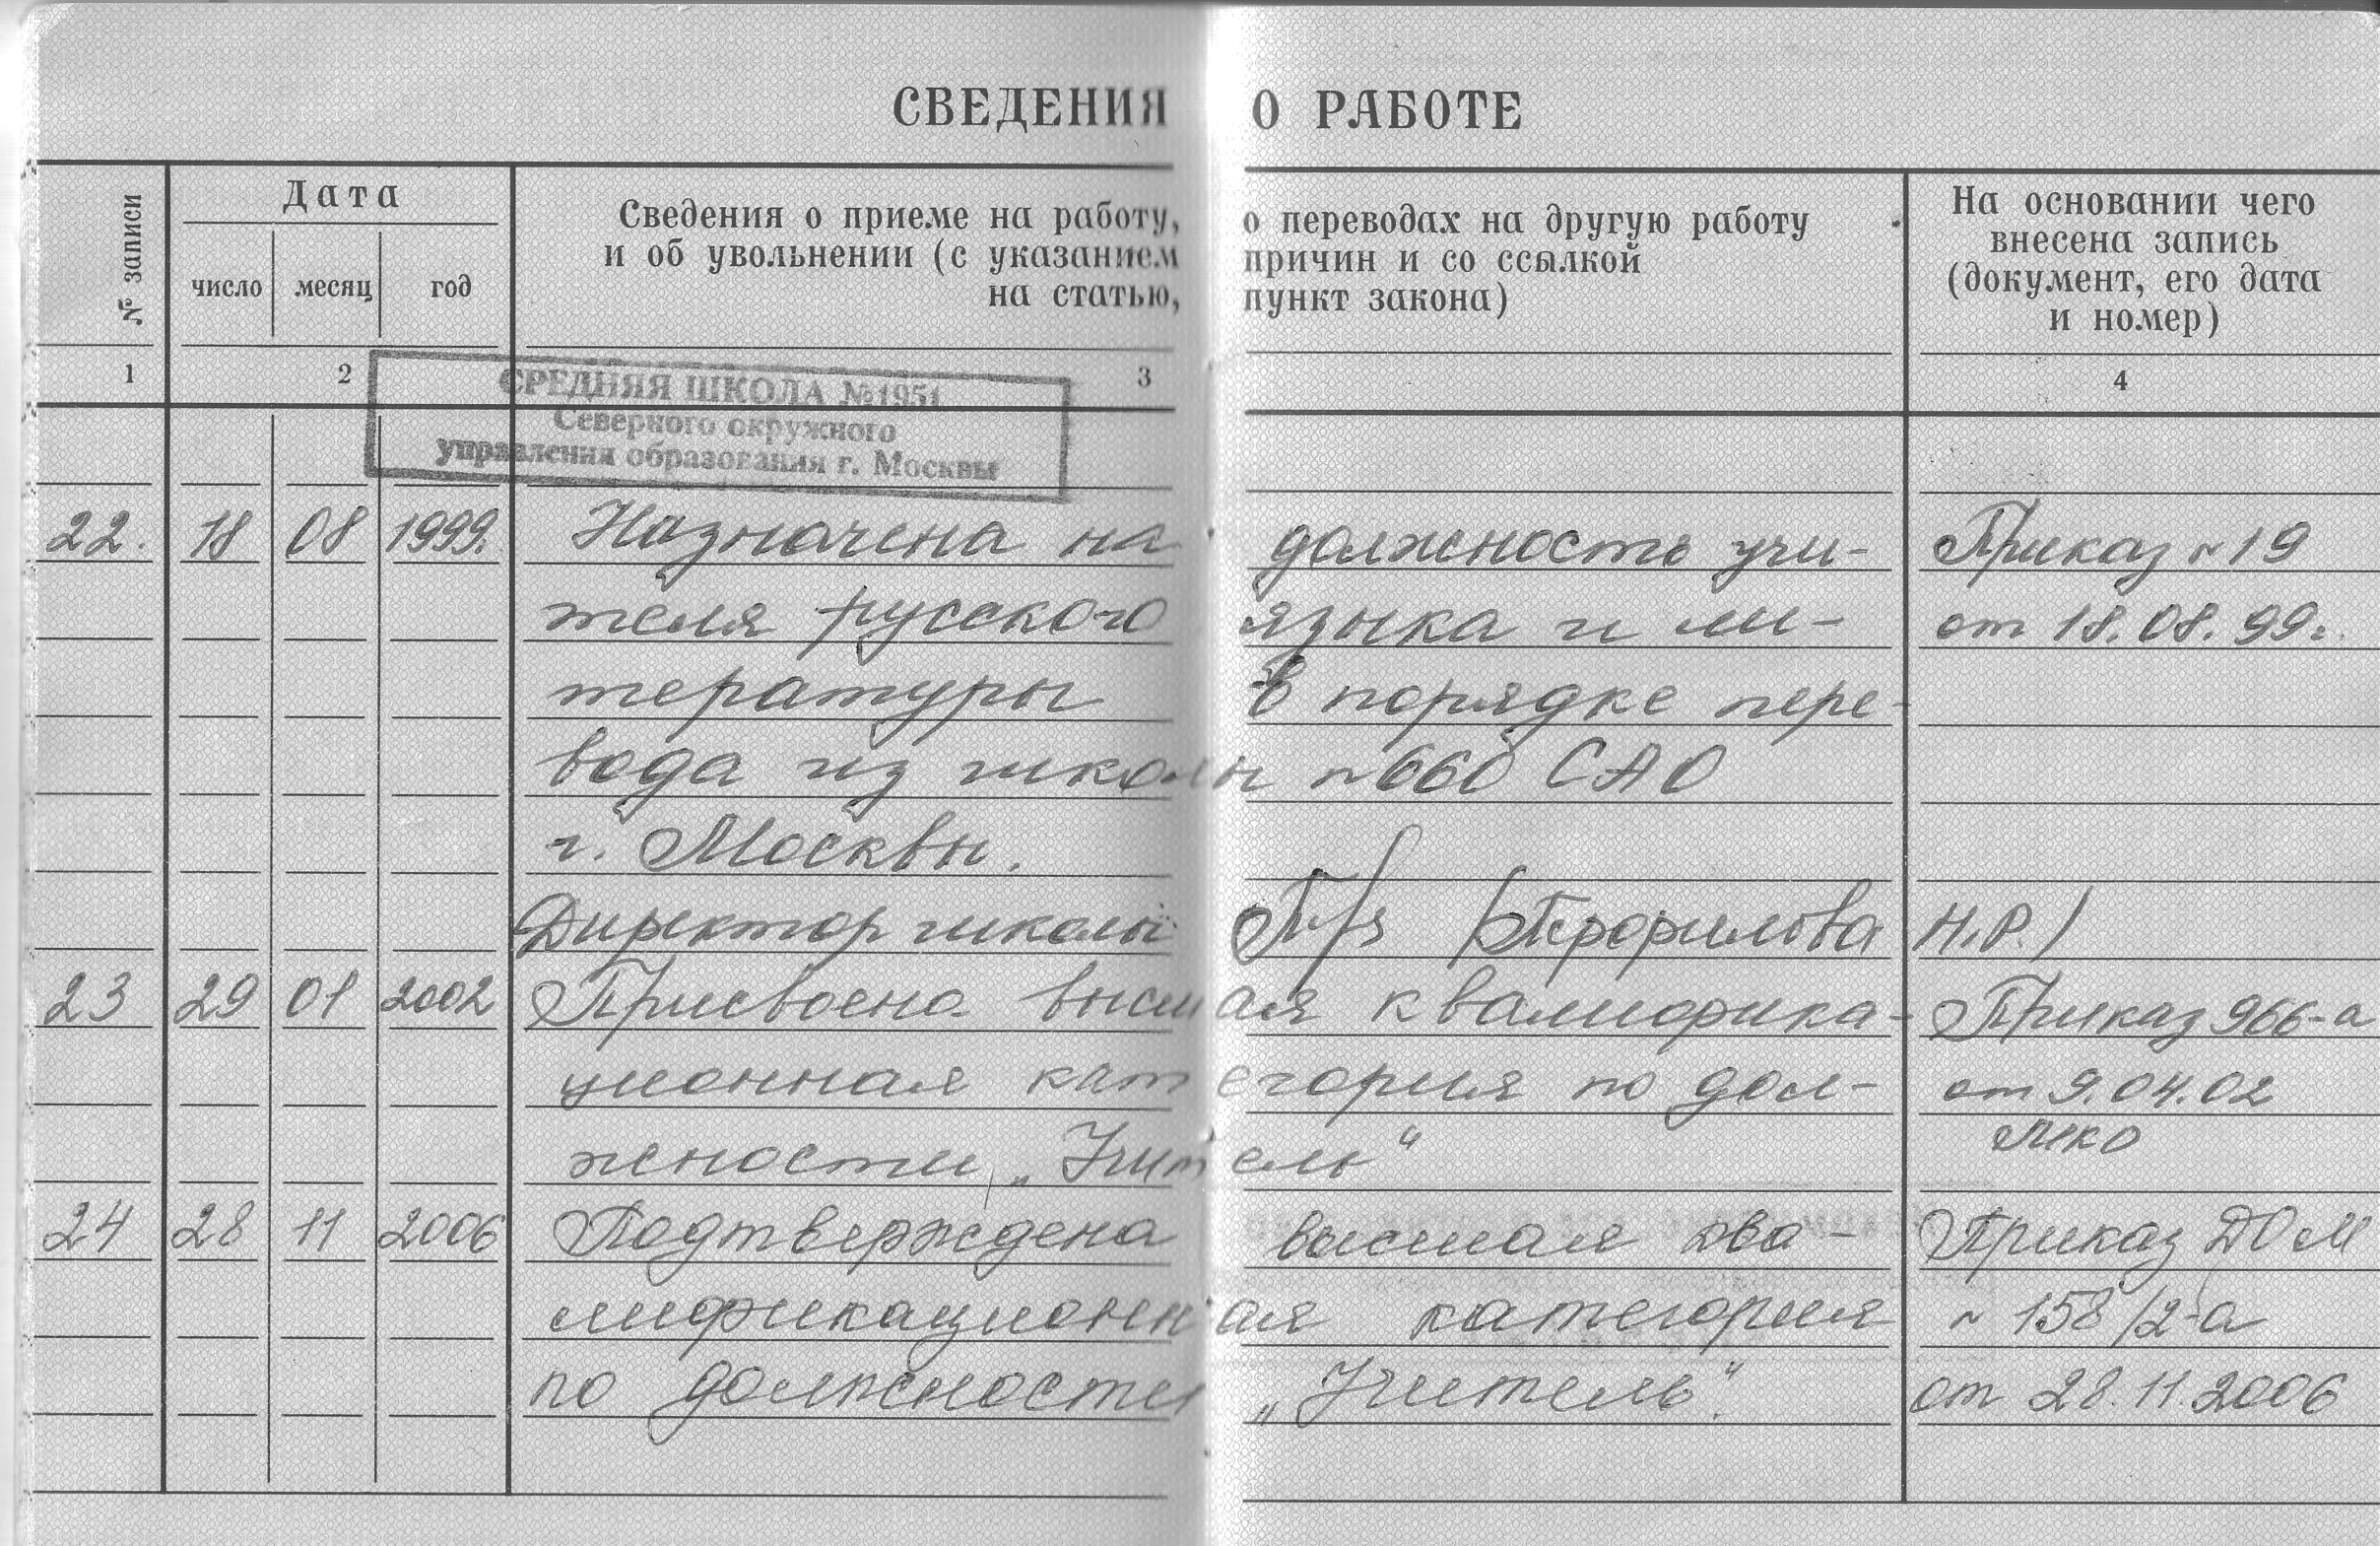 СВЕДЕНИЯ О РАБОТЕ
№ записи
Дата
число месяц год
Сведения о приеме на работу, о переводах на другую работу
и об увольнении (с указанием причин и со ссылкой
на статью, пункт закона)
На основании чего
внесена запись
(документ, его дата
и номер)
1 2 3 4
СРЕДНЯЯ ШКОЛА №1951
Северного окружного
управления образования г. Москвы
22. 18 08 1999. Назначена на должность учи- Приказ N 19
теля русского языка и ли- от 18.08.99г.
тературы в порядке пере-
вода из школы N660 САО
г. Москвы.
Директор школы Н.Р./
23 29 01 2002 Присвоена высшая квалифика- Приказ 966-а
ционная категория по дол- от 9.04.02
жности „Учитель“ МКО
24 28 11 2006 Подтверждена высшая ква- Приказ ДОМ
лификационная категория N 158/2-а
по должности „Учитель“. от 28.11.2006